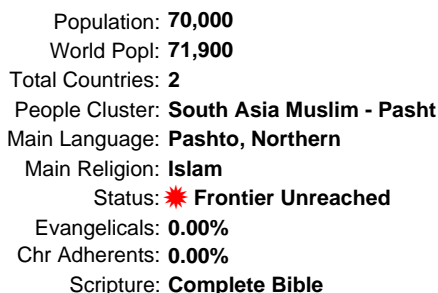 Population: 70,000
World Popl: 71,900
Total Countries: 2
People Cluster: South Asia Muslim - Pasht
Main Language: Pashto, Northern
Main Religion: Islam
Status: Frontier Unreached
Evangelicals: 0.00%
Chr Adherents: 0.00%
Scripture: Complete Bible